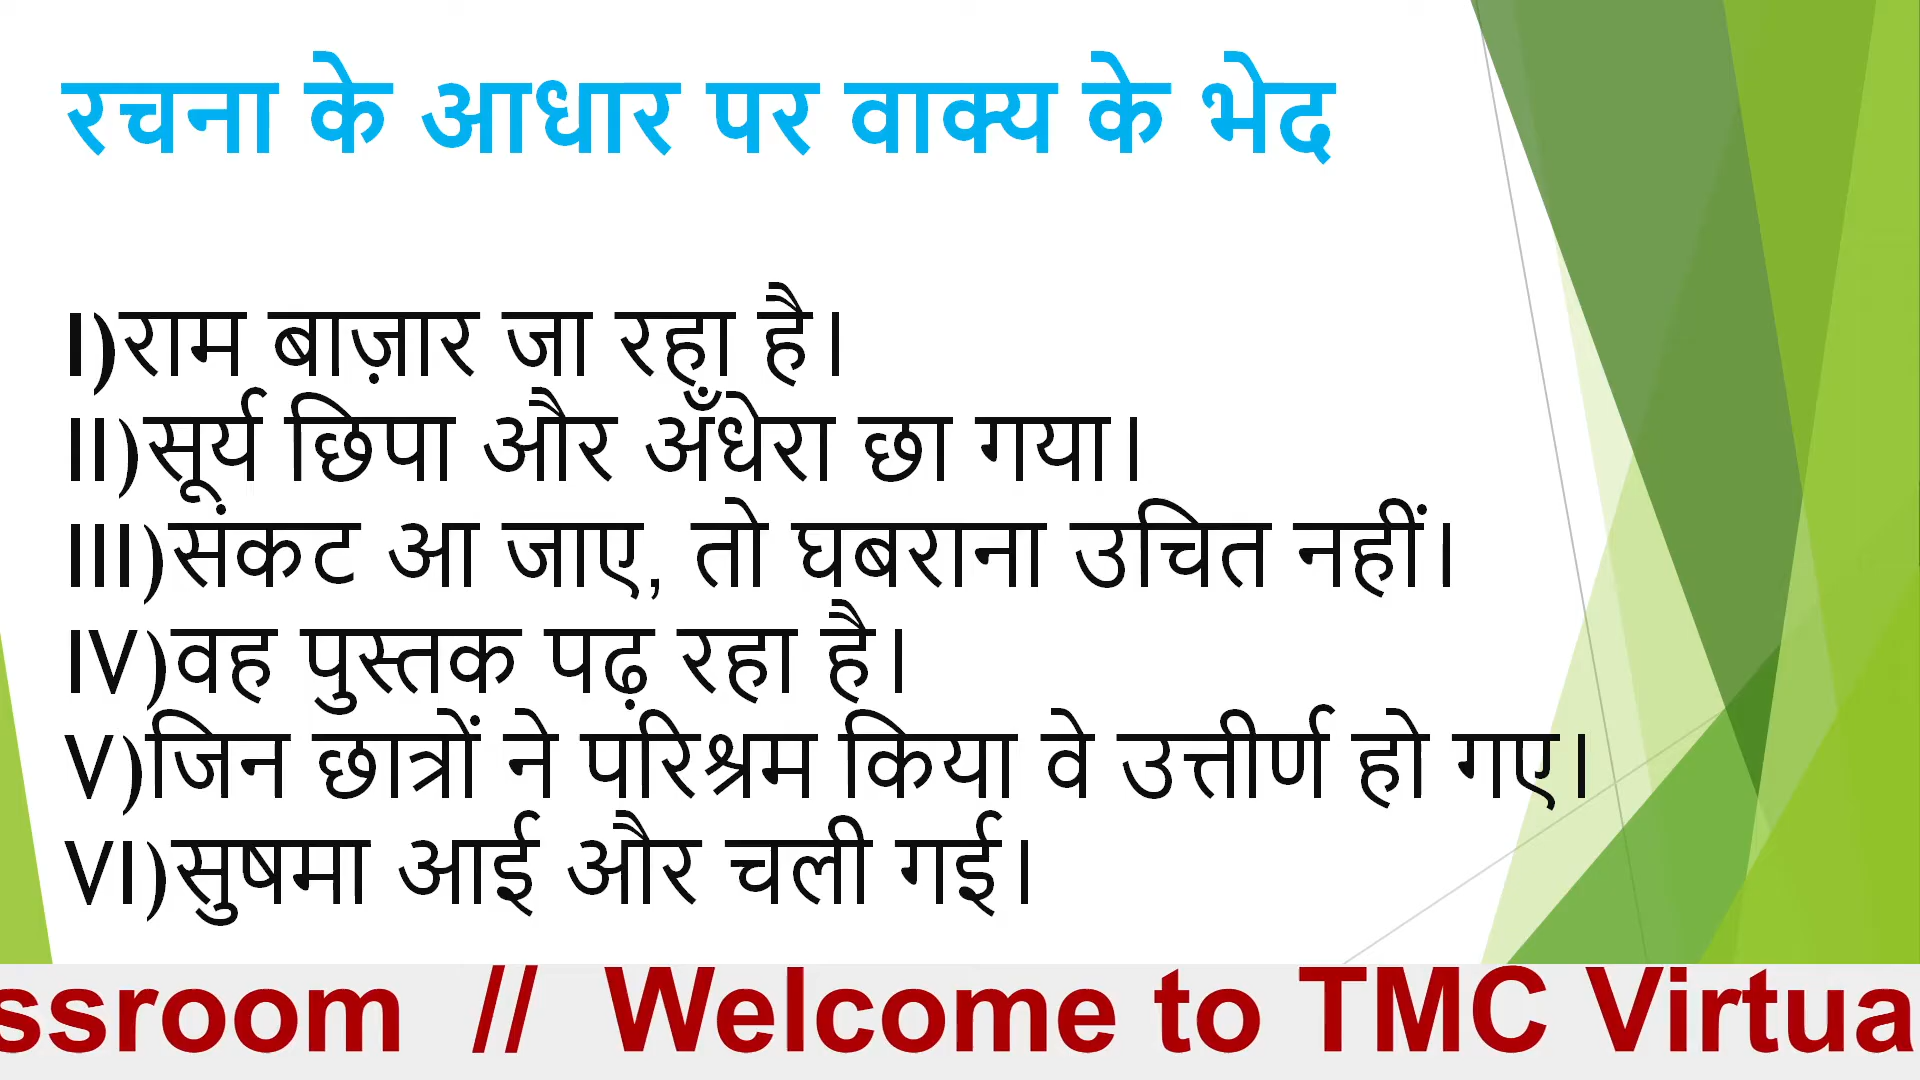 रचना के आधार पर वाक्य के भेद
I)राम बाज़ार जा रहा है।
II)सूर्य छिपा और अँधेरा छा गया।
III)संकट आ जाए, तो घबराना उचित नहीं।
IV)वह पुस्तक पढ़ रहा है।
V)जिन छात्रों ने परिश्रम किया वे उत्तीर्ण हो गए।
VI)सुषमा आई और चली गई।
ssroom // Welcome to TMC Virtua